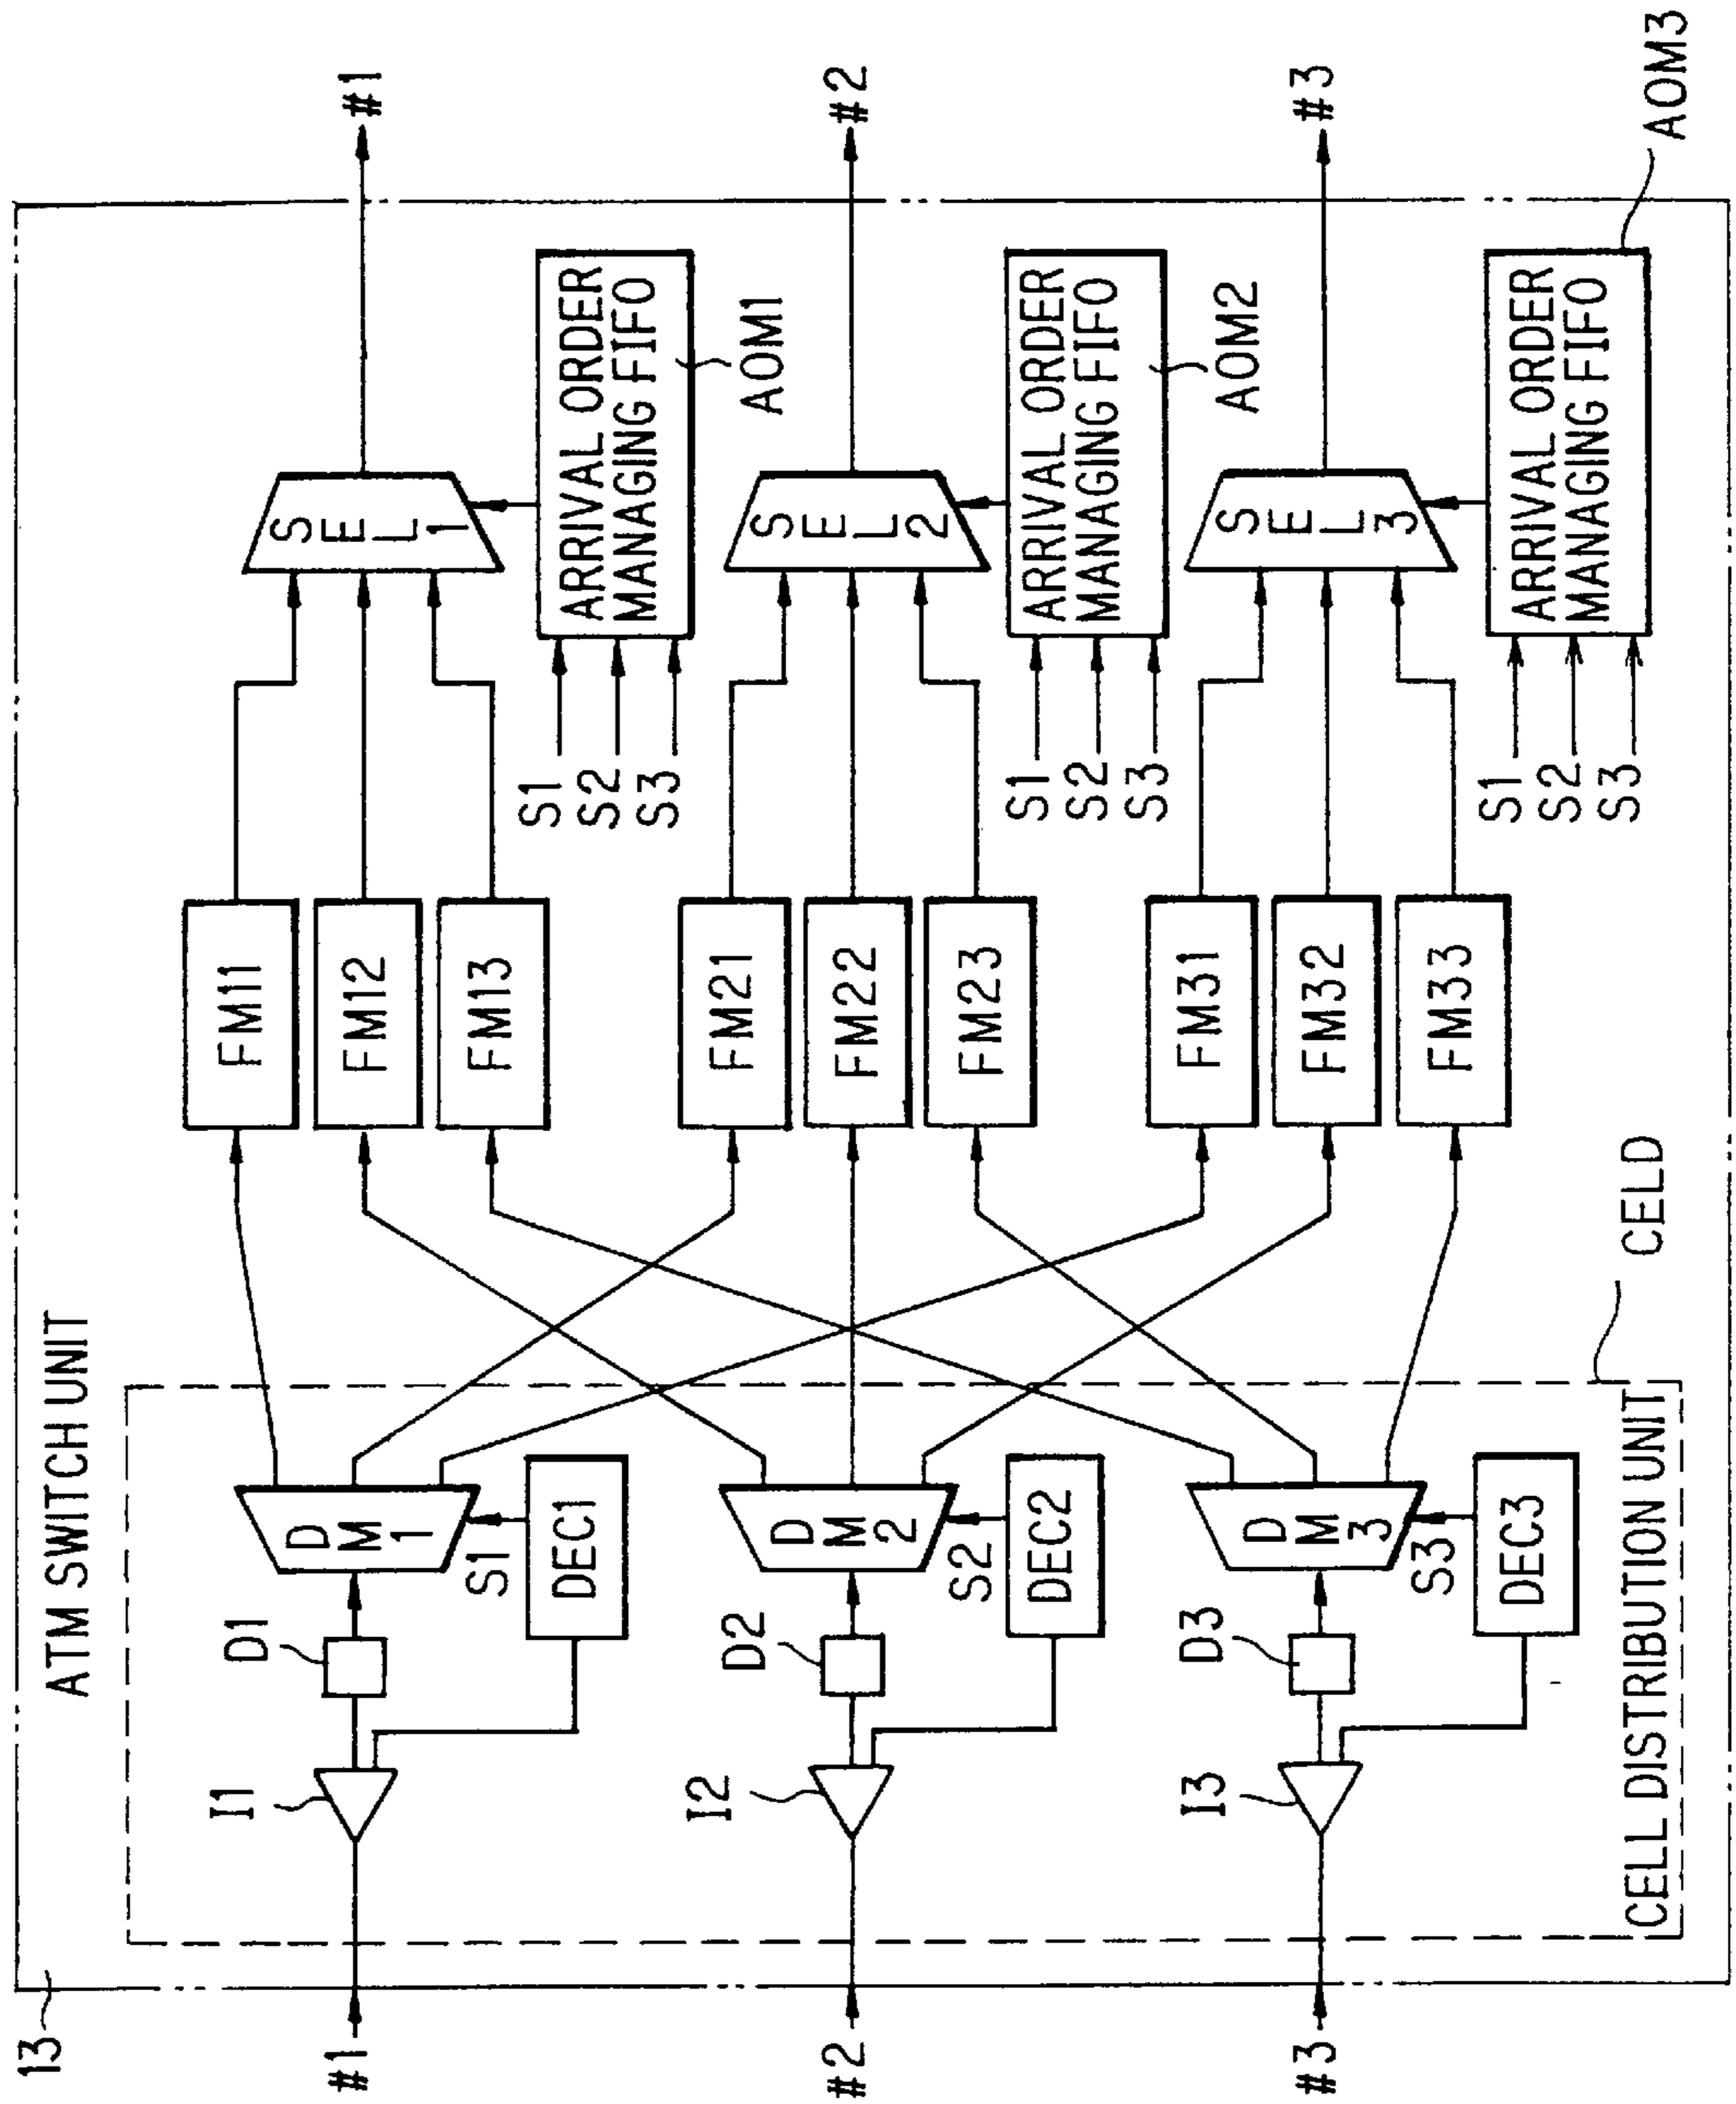 13
ATM SWITCH UNIT
#1
I1
D1
DM1
S1
DEC1
#2
I2
D2
DM2
S2
DEC2
#3
I3
D3
DM3
S3
DEC3
CELL DISTRIBUTION UNIT
CELD
FM11
FM12
FM13
FM21
FM22
FM23
FM31
FM32
FM33
SEL1
S1
S2
S3
ARRIVAL ORDER
MANAGING FIFO
AOM1
#1
SEL2
S1
S2
S3
ARRIVAL ORDER
MANAGING FIFO
AOM2
#2
SEL3
S1
S2
S3
ARRIVAL ORDER
MANAGING FIFO
AOM3
#3